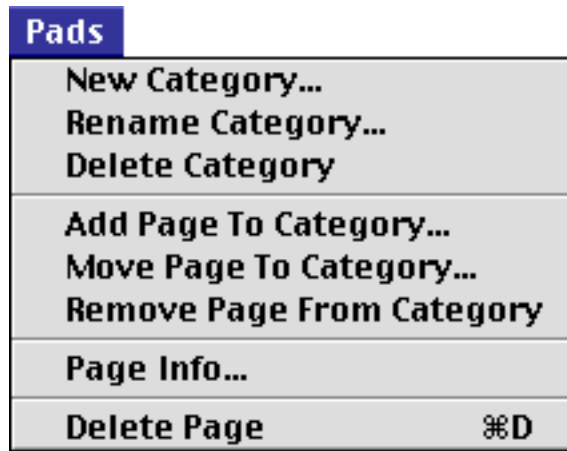 Pads
New Category...
Rename Category...
Delete Category
Add Page To Category...
Move Page To Category...
Remove Page From Category
Page Info...
Delete Page ⌘D